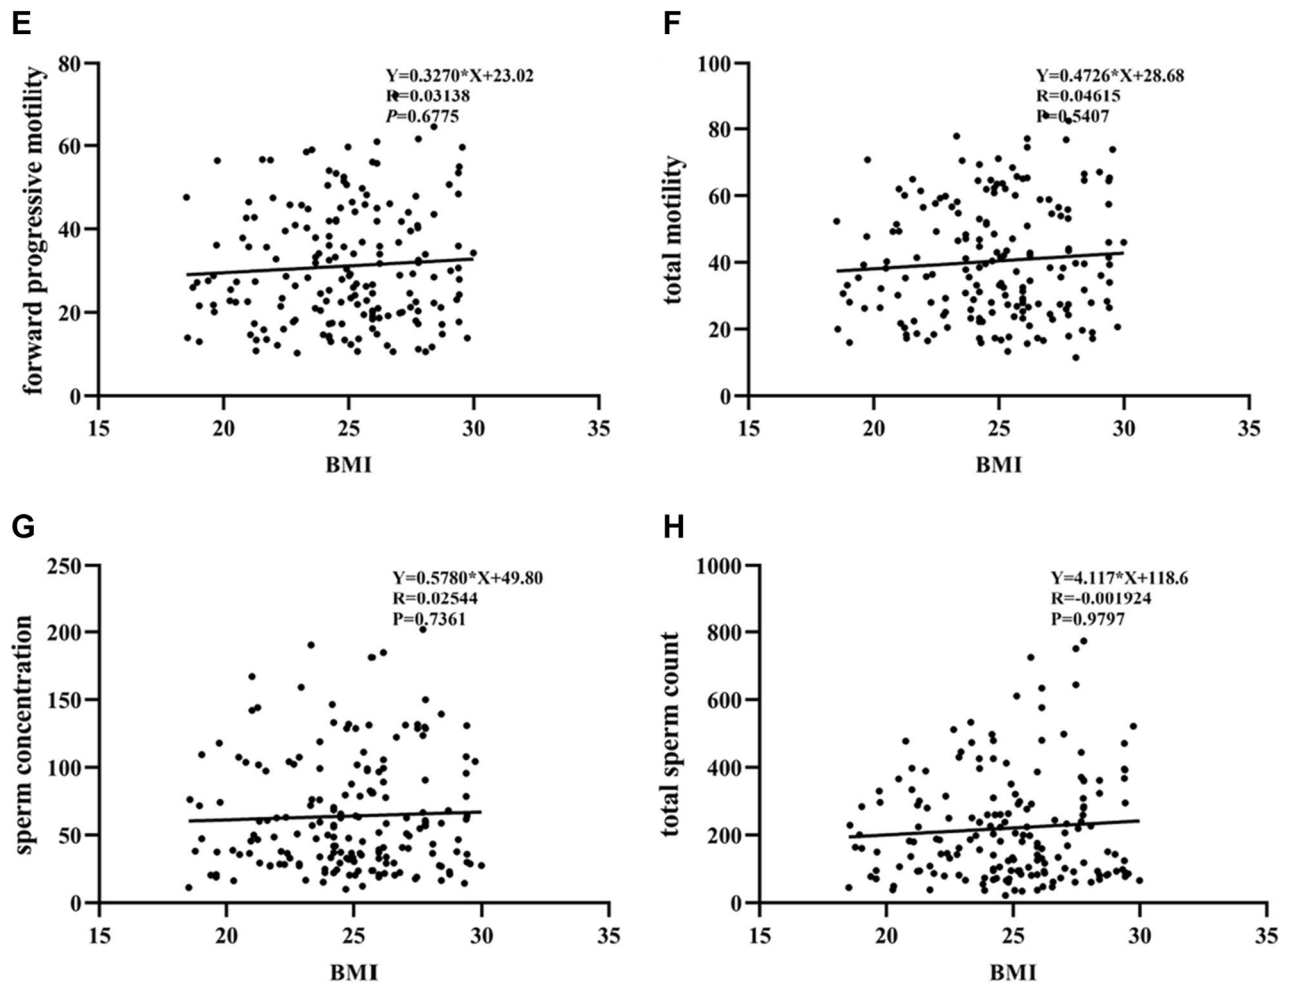 E
80
60
40
20
0
forward progressive motility
Y=0.3270*X+23.02
R=0.03138
P=0.6775
15 20 25 30 35
BMI
F
100
80
60
40
20
0
total motility
Y=0.4726*X+28.68
R=0.04615
P=0.5407
15 20 25 30 35
BMI
G
250
200
150
100
50
0
sperm concentration
Y=0.5780*X+49.80
R=0.02544
P=0.7361
15 20 25 30 35
BMI
H
1000
800
600
400
200
0
total sperm count
Y=4.117*X+118.6
R=-0.001924
P=0.9797
15 20 25 30 35
BMI